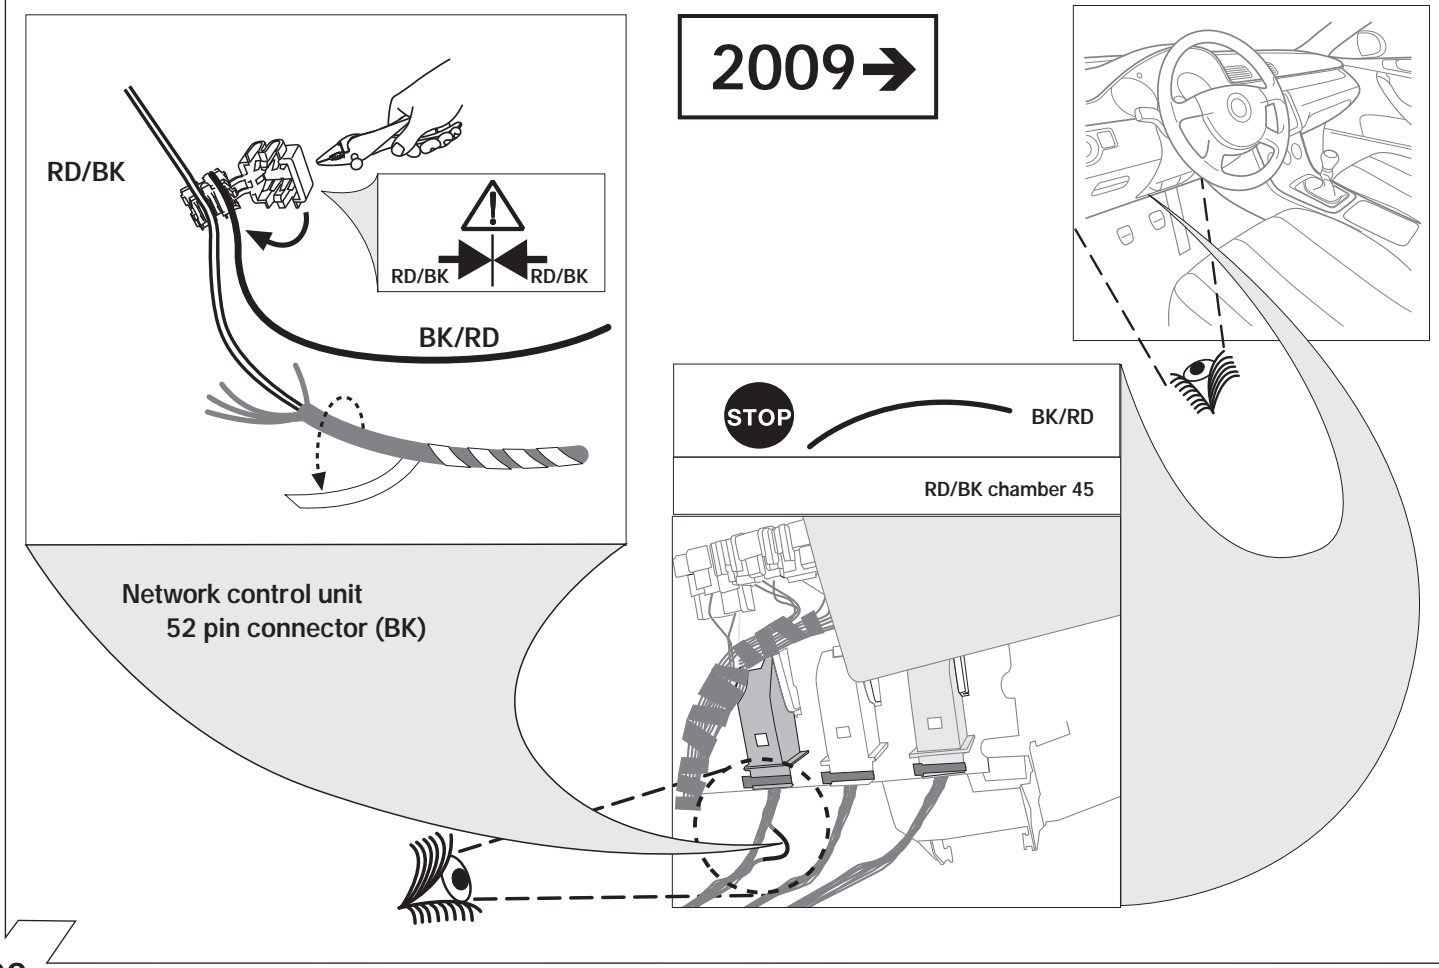 2009
RD/BK
RD/BK
RD/BK
BK/RD
STOP
BK/RD
RD/BK chamber 45
Network control unit
52 pin connector (BK)